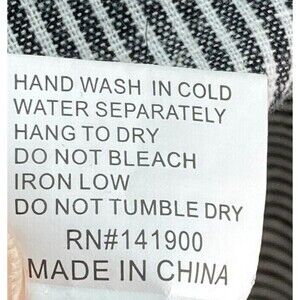 HAND WASH IN COLD
WATER SEPARATELY
HANG TO DRY
DO NOT BLEACH
IRON LOW
DO NOT TUMBLE DRY
RN#141900
MADE IN CHINA